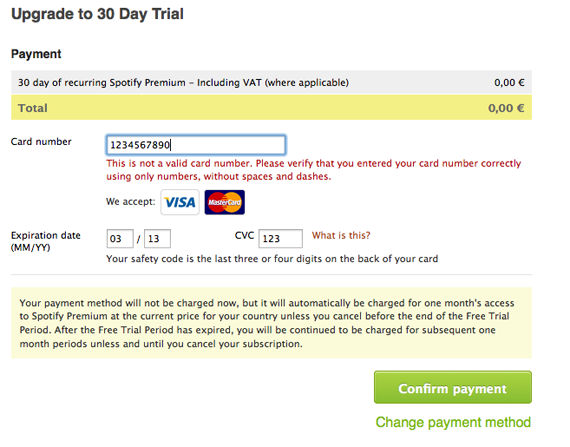 Upgrade to 30 Day Trial
Payment
30 day of recurring Spotify Premium – Including VAT (where applicable) 0,00 €
Total 0,00 €
Card number 1234567890
This is not a valid card number. Please verify that you entered your card number correctly
using only numbers, without spaces and dashes.
We accept: VISA MasterCard
Expiration date 03 / 13 CVC 123 What is this?
(MM/YY)
Your safety code is the last three or four digits on the back of your card
Your payment method will not be charged now, but it will automatically be charged for one month's access
to Spotify Premium at the current price for your country unless you cancel before the end of the Free Trial
Period. After the Free Trial Period has expired, you will be continued to be charged for subsequent one
month periods unless and until you cancel your subscription.
Confirm payment
Change payment method